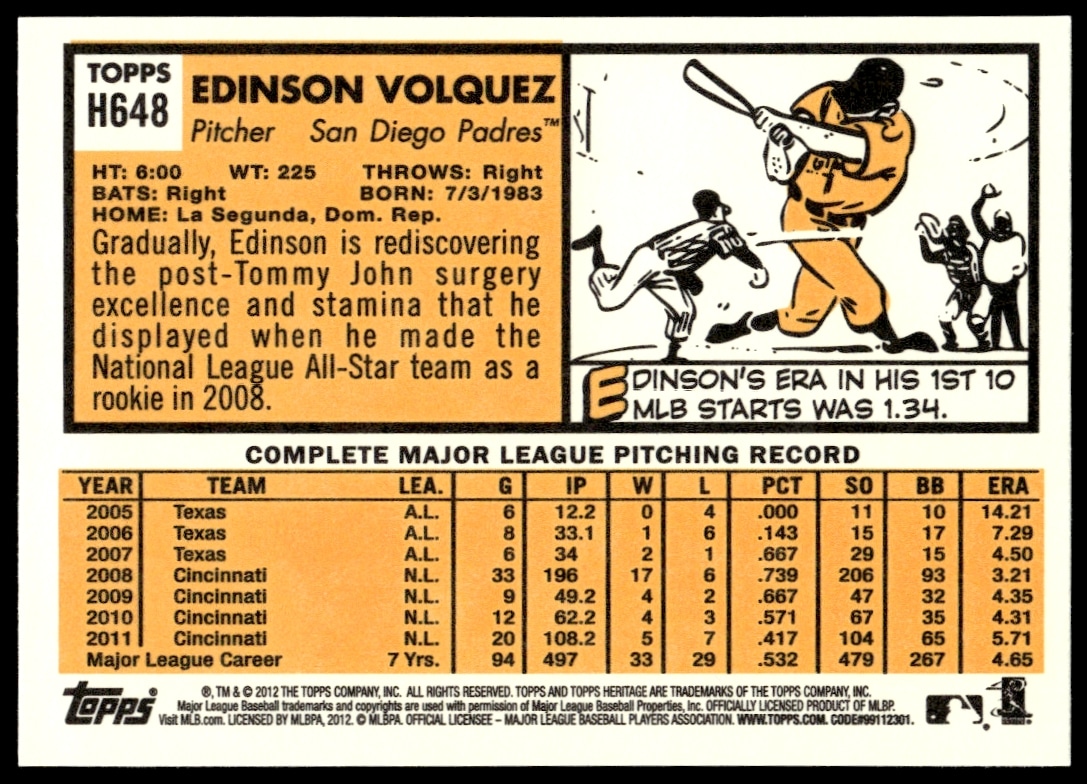 TOPPS
H648
EDINSON VOLQUEZ
Pitcher San Diego Padres™
HT: 6:00 WT: 225 THROWS: Right
BATS: Right BORN: 7/3/1983
HOME: La Segunda, Dom. Rep.
Gradually, Edinson is rediscovering
the post-Tommy John surgery
excellence and stamina that he
displayed when he made the
National League All-Star team as a
rookie in 2008.
EDINSON'S ERA IN HIS 1ST 10
MLB STARTS WAS 1.34.
COMPLETE MAJOR LEAGUE PITCHING RECORD
YEAR TEAM LEA. G IP W L PCT SO BB ERA
2005 Texas A.L. 6 12.2 0 4 .000 11 10 14.21
2006 Texas A.L. 8 33.1 1 6 .143 15 17 7.29
2007 Texas A.L. 6 34 2 1 .667 29 15 4.50
2008 Cincinnati N.L. 33 196 17 6 .739 206 93 3.21
2009 Cincinnati N.L. 9 49.2 4 2 .667 47 32 4.35
2010 Cincinnati N.L. 12 62.2 4 3 .571 67 35 4.31
2011 Cincinnati N.L. 20 108.2 5 7 .417 104 65 5.71
Major League Career 7 Yrs. 94 497 33 29 .532 479 267 4.65
topps®
®, TM & © 2012 THE TOPPS COMPANY, INC. ALL RIGHTS RESERVED. TOPPS AND TOPPS HERITAGE ARE TRADEMARKS OF THE TOPPS COMPANY, INC.
Major League Baseball trademarks and copyrights are used with permission of Major League Baseball Properties, Inc. OFFICIALLY LICENSED PRODUCT OF MLBP.
Visit MLB.com. LICENSED BY MLBPA, 2012. © MLBPA. OFFICIAL LICENSEE – MAJOR LEAGUE BASEBALL PLAYERS ASSOCIATION. WWW.TOPPS.COM. CODE#99112301.